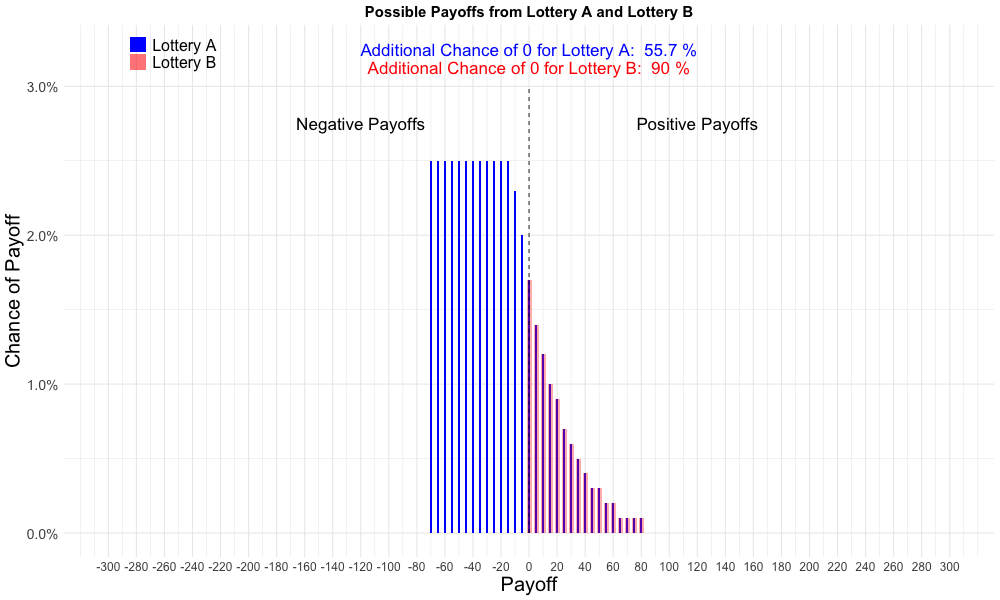 Possible Payoffs from Lottery A and Lottery B
Lottery A
Lottery B
Additional Chance of 0 for Lottery A: 55.7 %
Additional Chance of 0 for Lottery B: 90 %
Negative Payoffs
Positive Payoffs
Chance of Payoff
3.0%
2.0%
1.0%
0.0%
-300 -280 -260 -240 -220 -200 -180 -160 -140 -120 -100 -80 -60 -40 -20 0 20 40 60 80 100 120 140 160 180 200 220 240 260 280 300
Payoff